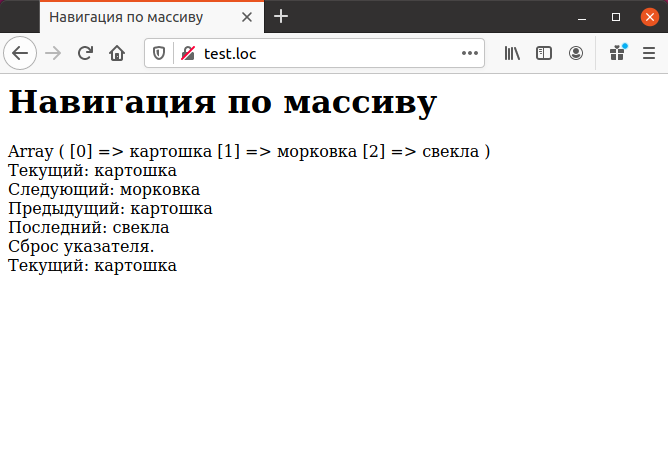 Навигация по массиву
test.loc
Навигация по массиву
Array ( [0] => картошка [1] => морковка [2] => свекла )
Текущий: картошка
Следующий: морковка
Предыдущий: картошка
Последний: свекла
Сброс указателя.
Текущий: картошка